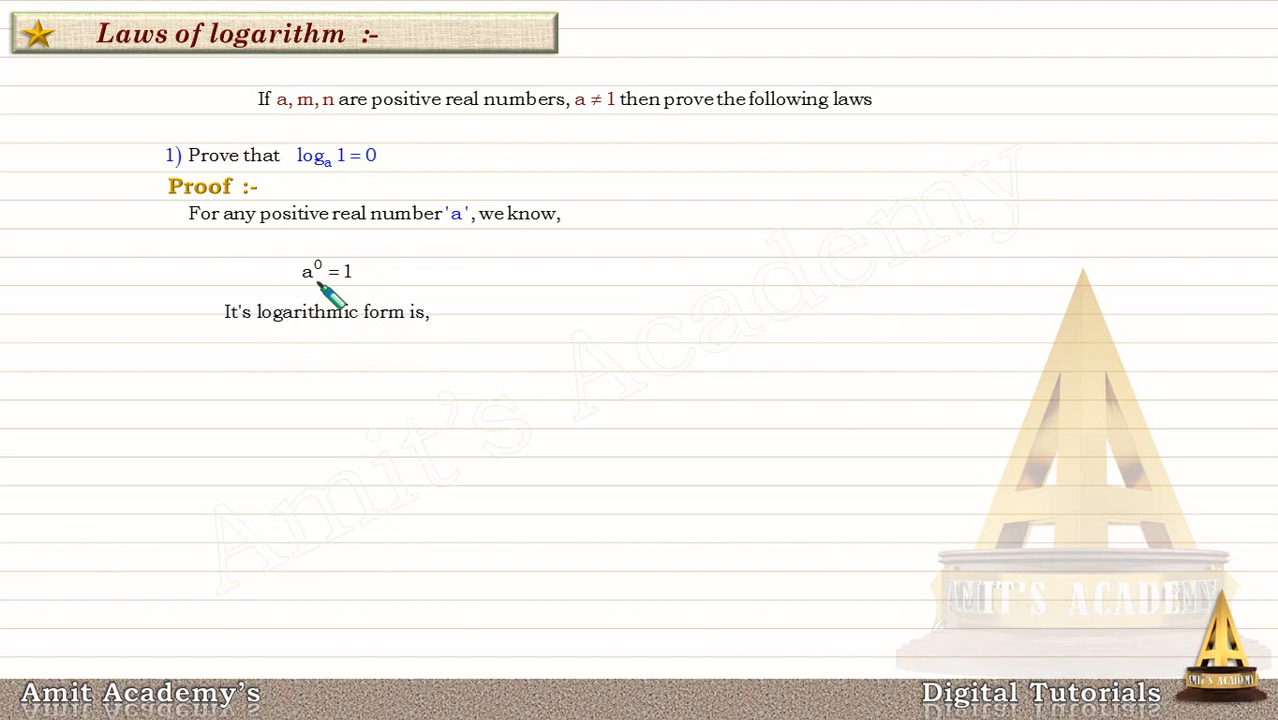 Laws of logarithm :-
If a, m, n are positive real numbers, a ≠ 1 then prove the following laws
1) Prove that logₐ 1 = 0
Proof :-
For any positive real number 'a', we know,
a⁰ = 1
It's logarithmic form is,
Amit's Academy
AMIT'S ACADEMY
AMIT'S ACADEMY
Amit Academy's
Digital Tutorials